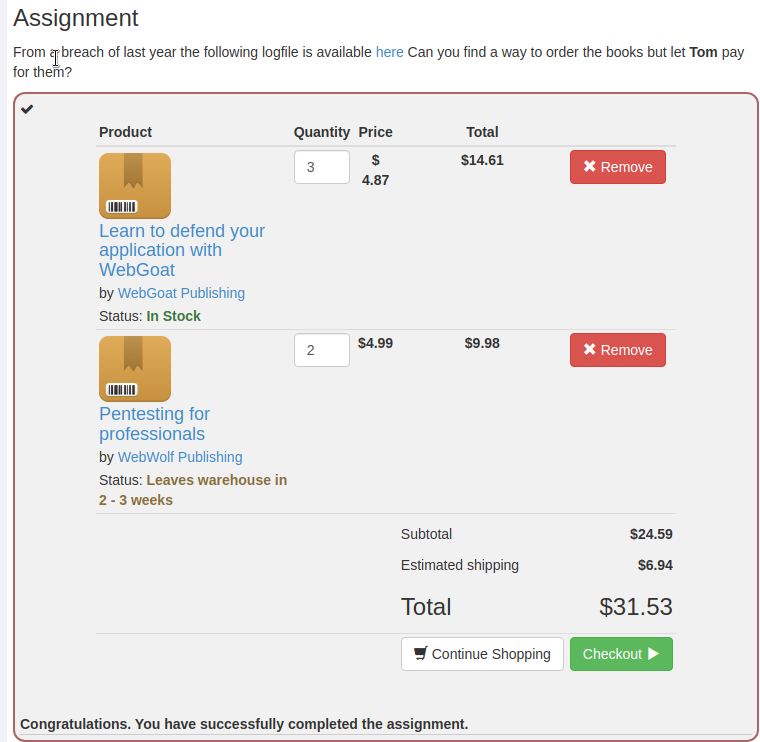 Assignment
From a breach of last year the following logfile is available here Can you find a way to order the books but let Tom pay
for them?
Product Quantity Price Total
3 $ $14.61 Remove
4.87
Learn to defend your
application with
WebGoat
by WebGoat Publishing
Status: In Stock
2 $4.99 $9.98 Remove
Pentesting for
professionals
by WebWolf Publishing
Status: Leaves warehouse in
2 - 3 weeks
Subtotal $24.59
Estimated shipping $6.94
Total $31.53
Continue Shopping Checkout
Congratulations. You have successfully completed the assignment.